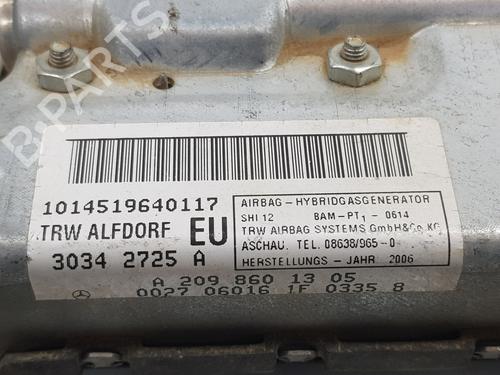 B-PARTS
1014519640117
TRW ALFDORF EU
30342 2725 A
AIRBAG-HYBRIDGASGENERATOR
SHI 12 BAM-PT1-0614
TRW AIRBAG SYSTEMS GmbH&Co.KG
ASCHAU. TEL. 08638/965-0
HERSTELLUNGS-JAHR 2006
A 209 860 13 05
0027 06016 1F 0335 8